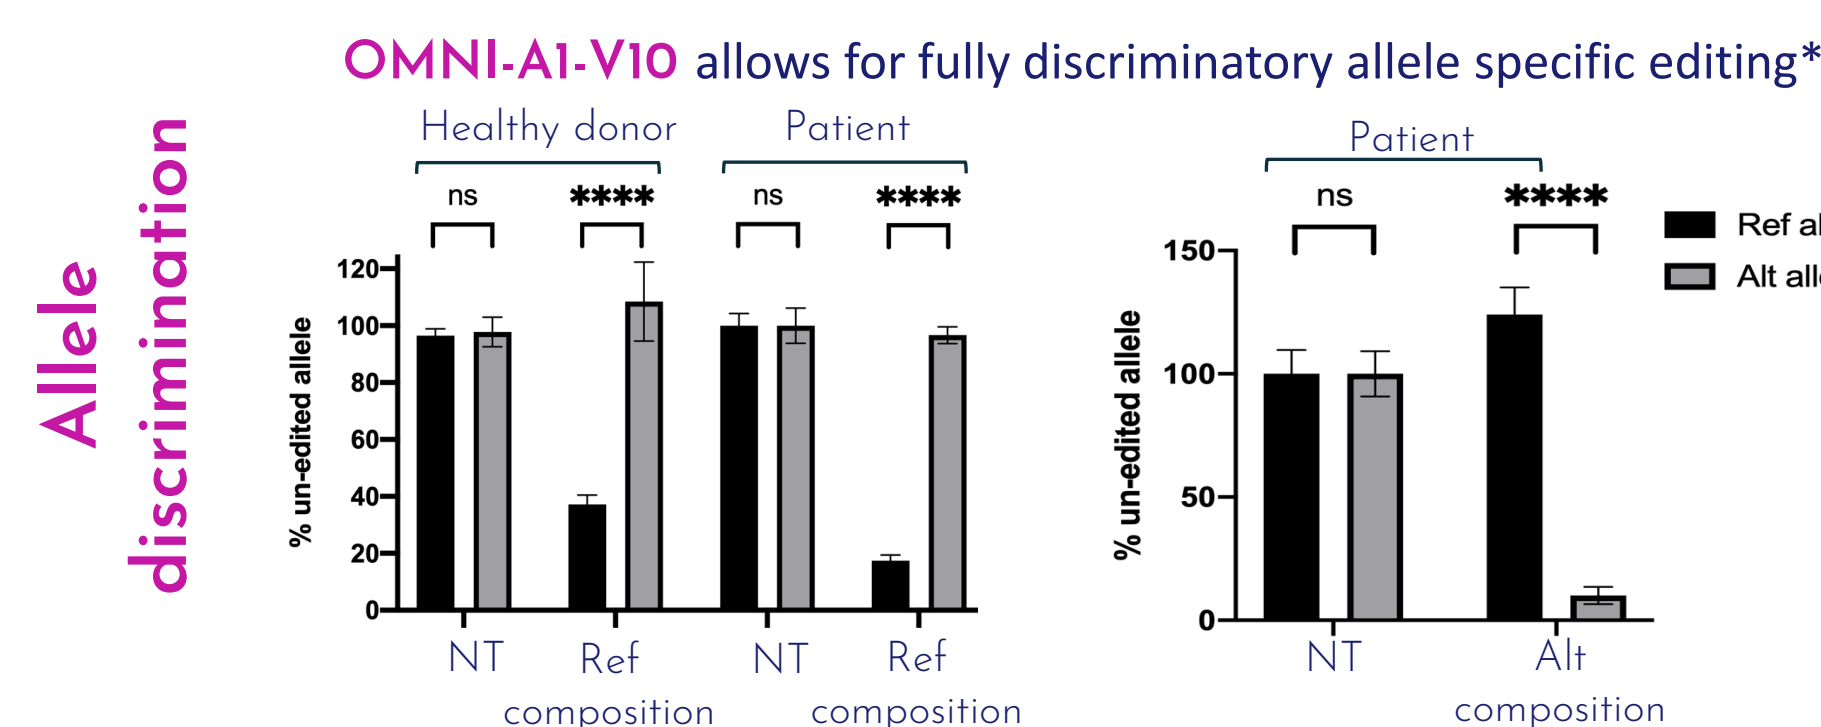 OMNI-A1-V10 allows for fully discriminatory allele specific editing*
Allele
discrimination
Healthy donor
Patient
ns
****
ns
****
120
100
80
60
40
20
0
% un-edited allele
NT
Ref
composition
NT
Ref
composition
Patient
ns
****
150
100
50
0
% un-edited allele
NT
Alt
composition
Ref
Alt